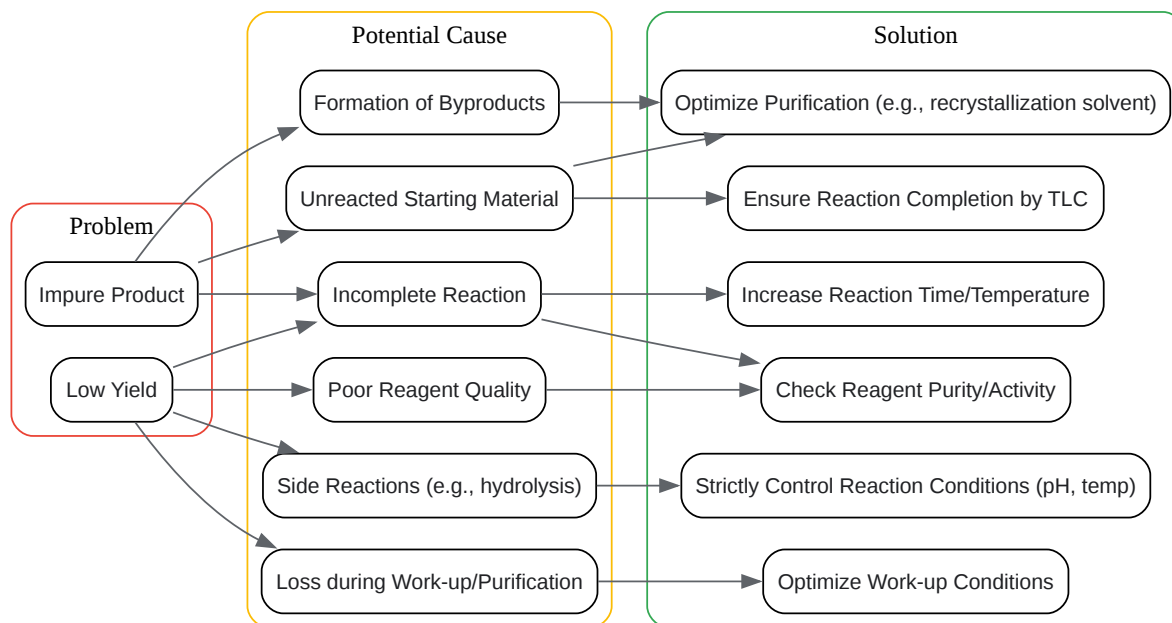 Problem
Impure Product
Low Yield
Potential Cause
Formation of Byproducts
Unreacted Starting Material
Incomplete Reaction
Poor Reagent Quality
Side Reactions (e.g., hydrolysis)
Loss during Work-up/Purification
Solution
Optimize Purification (e.g., recrystallization solvent)
Ensure Reaction Completion by TLC
Increase Reaction Time/Temperature
Check Reagent Purity/Activity
Strictly Control Reaction Conditions (pH, temp)
Optimize Work-up Conditions